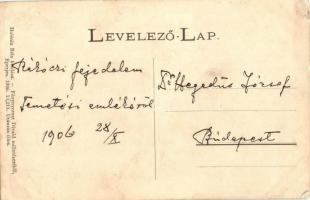 LEVELEZŐ-LAP.
Rákóczi fejedelem
temetési emlékéről
1906 28/X
Dr Hegedűs József
Budapest